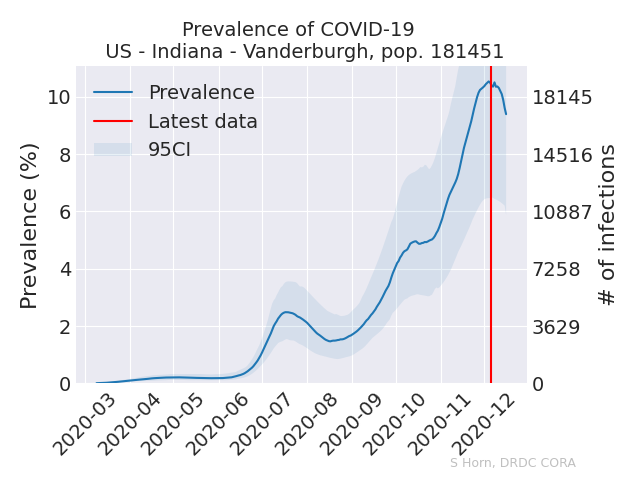 Prevalence of COVID-19
US - Indiana - Vanderburgh, pop. 181451
Prevalence
Latest data
95CI
Prevalence (%)
10
8
6
4
2
0
18145
14516
10887
7258
3629
0
# of infections
2020-03
2020-04
2020-05
2020-06
2020-07
2020-08
2020-09
2020-10
2020-11
2020-12
S Horn, DRDC CORA